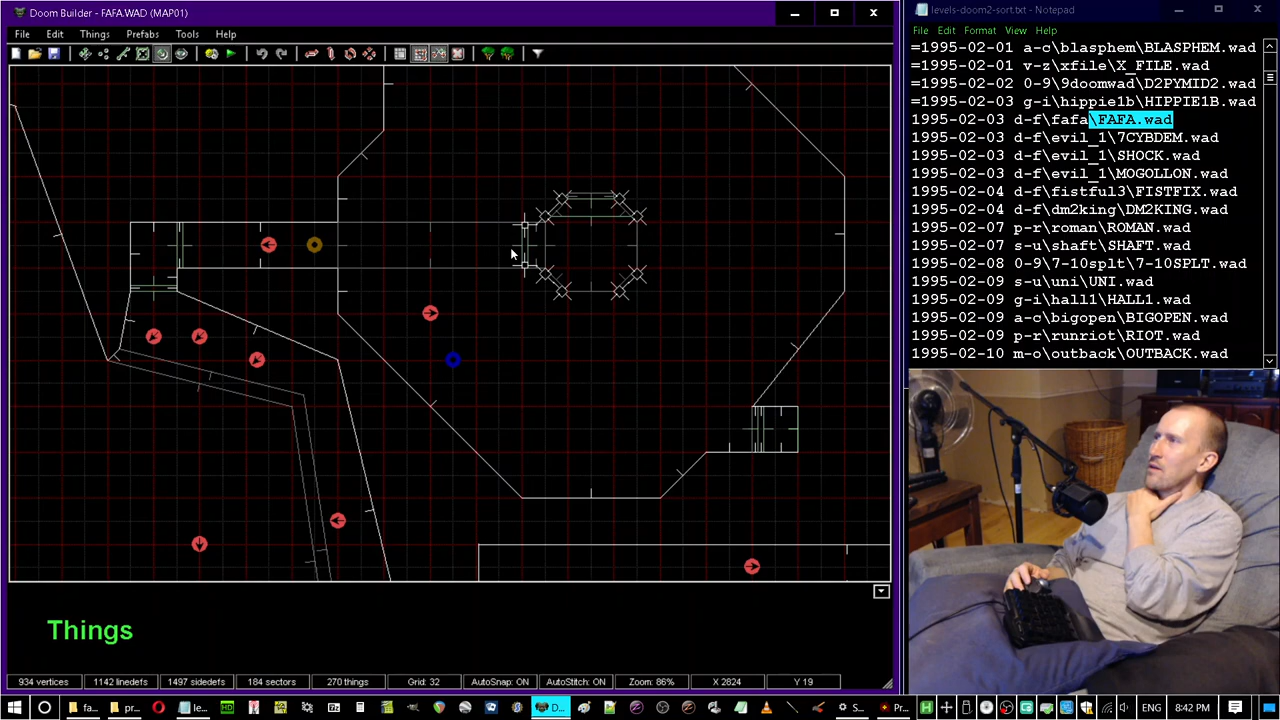 Doom Builder - FAFA.WAD (MAP01)
File Edit Things Prefabs Tools Help
Things
934 vertices 1142 linedefs 1497 sidedefs 184 sectors 270 things Grid: 32 AutoSnap: ON AutoStitch: ON Zoom: 86% X 2824 Y 19
levels-doom2-sort.txt - Notepad
File Edit Format View Help
=1995-02-01 a-c\blasphem\BLASPHEM.wad
=1995-02-01 v-z\xfile\X_FILE.wad
=1995-02-02 0-9\9doomwad\D2PYMID2.wad
=1995-02-03 g-i\hippie1b\HIPPIE1B.wad
1995-02-03 d-f\fafa\FAFA.wad
1995-02-03 d-f\evil_1\7CYBDEM.wad
1995-02-03 d-f\evil_1\SHOCK.wad
1995-02-03 d-f\evil_1\MOGOLLON.wad
1995-02-04 d-f\fistful3\FISTFIX.wad
1995-02-04 d-f\dm2king\DM2KING.wad
1995-02-07 p-r\roman\ROMAN.wad
1995-02-07 s-u\shaft\SHAFT.wad
1995-02-08 0-9\7-10splt\7-10SPLT.wad
1995-02-09 s-u\uni\UNI.wad
1995-02-09 g-i\hall1\HALL1.wad
1995-02-09 a-c\bigopen\BIGOPEN.wad
1995-02-09 p-r\runriot\RIOT.wad
1995-02-10 m-o\outback\OUTBACK.wad
fa... pr... le... D... S... Pr... ENG 8:42 PM